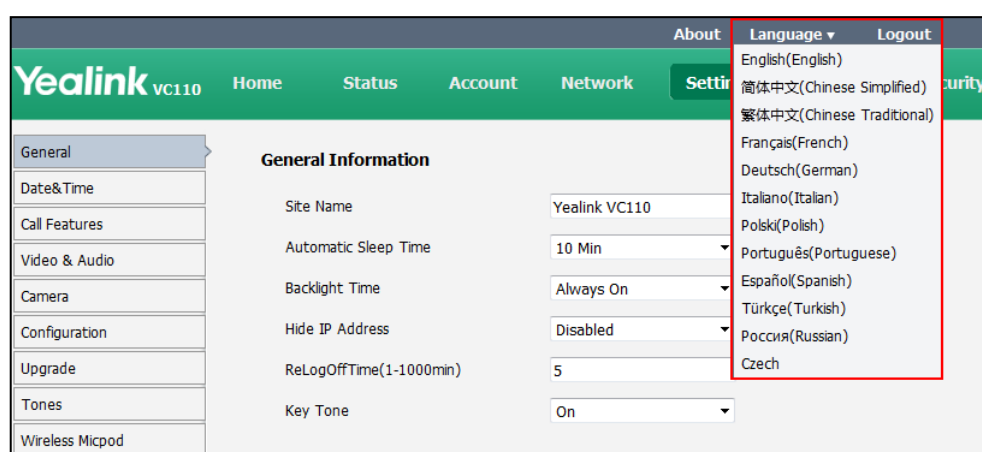 About Language ▾ Logout
Yealink VC110 Home Status Account Network Settin curity
English(English)
简体中文(Chinese Simplified)
繁体中文(Chinese Traditional)
Français(French)
Deutsch(German)
Italiano(Italian)
Polski(Polish)
Português(Portuguese)
Español(Spanish)
Türkçe(Turkish)
Россия(Russian)
Czech
General
Date&Time
Call Features
Video & Audio
Camera
Configuration
Upgrade
Tones
Wireless Micpod
General Information
Site Name Yealink VC110
Automatic Sleep Time 10 Min
Backlight Time Always On
Hide IP Address Disabled
ReLogOffTime(1-1000min) 5
Key Tone On